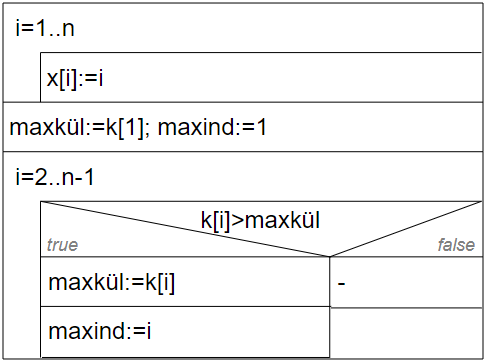 i=1..n
x[i]:=i
maxkül:=k[1]; maxind:=1
i=2..n-1
k[i]>maxkül
true false
maxkül:=k[i] -
maxind:=i